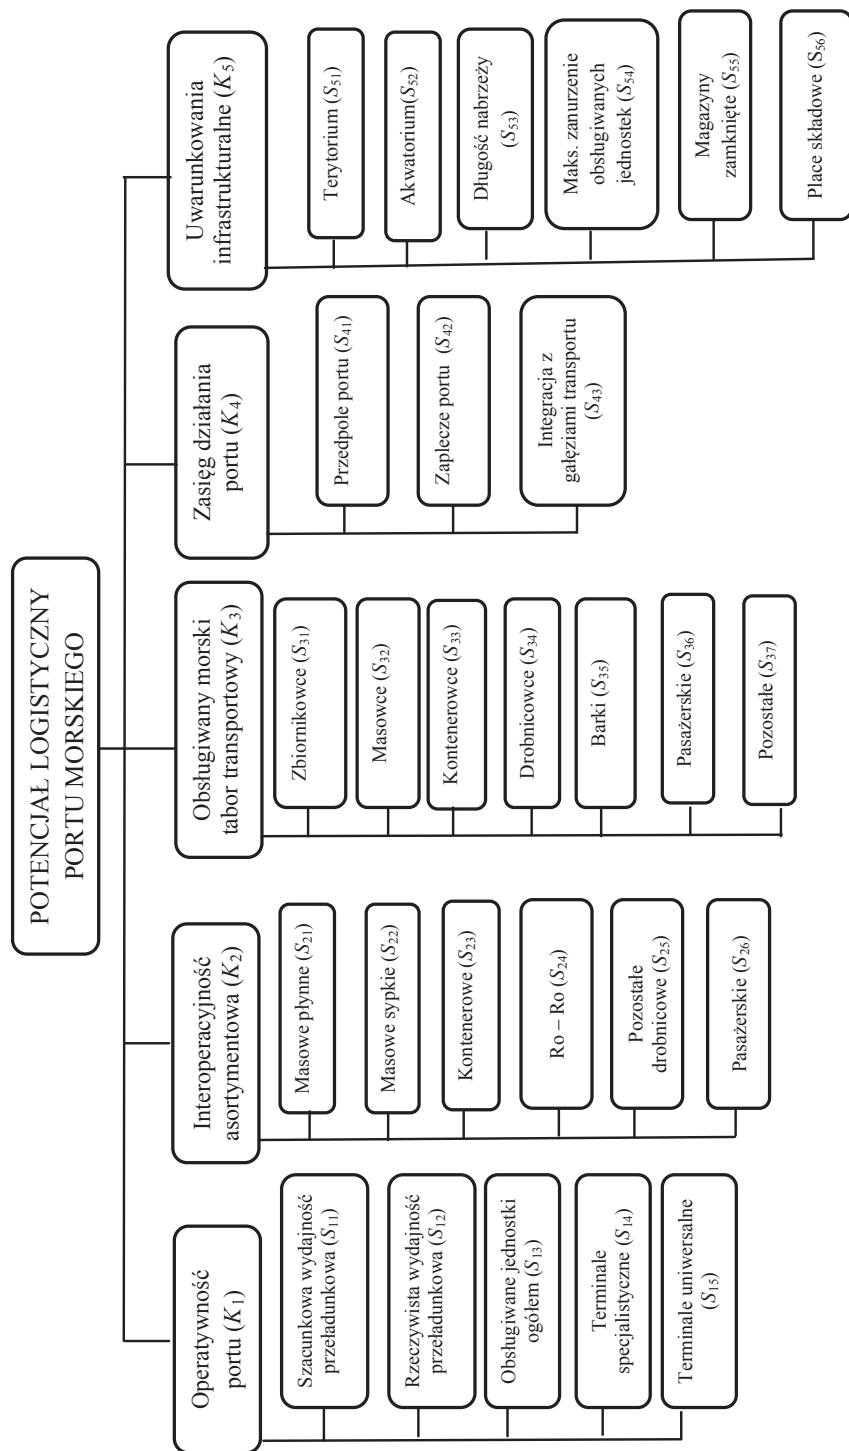 POTENCJAŁ LOGISTYCZNY
PORTU MORSKIEGO
Operatywność
portu (K1)
Szacunkowa wydajność
przeładunkowa (S11)
Rzeczywista wydajność
przeładunkowa (S12)
Obsługiwane jednostki
ogółem (S13)
Terminale
specjalistyczne (S14)
Terminale uniwersalne
(S15)
Interoperacyjność
asortymentowa (K2)
Masowe płynne (S21)
Masowe sypkie (S22)
Kontenerowe (S23)
Ro – Ro (S24)
Pozostałe
drobnicowe (S25)
Pasażerskie (S26)
Obsługiwany morski
tabor transportowy (K3)
Zbiornikowce (S31)
Masowce (S32)
Kontenerowce (S33)
Drobnicowce (S34)
Barki (S35)
Pasażerskie (S36)
Pozostałe (S37)
Zasięg działania
portu (K4)
Przedpole portu (S41)
Zaplecze portu (S42)
Integracja z
gałęziami transportu
(S43)
Uwarunkowania
infrastrukturalne (K5)
Terytorium (S51)
Akwatorium(S52)
Długość nabrzeży
(S53)
Maks. zanurzenie
obsługiwanych
jednostek (S54)
Magazyny
zamknięte (S55)
Place składowe (S56)